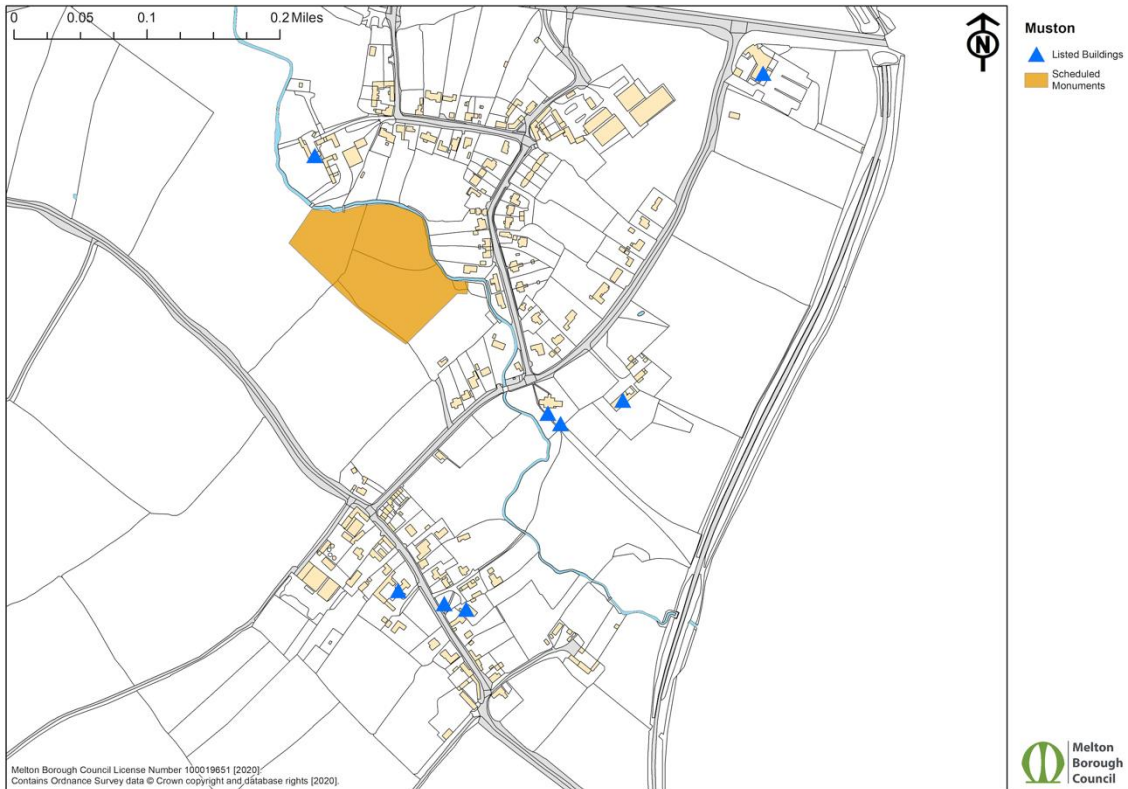 0 0.05 0.1 0.2 Miles
N
Muston
Listed Buildings
Scheduled
Monuments
Melton Borough Council License Number 100019651 [2020].
Contains Ordnance Survey data © Crown copyright and database rights [2020].
Melton
Borough
Council